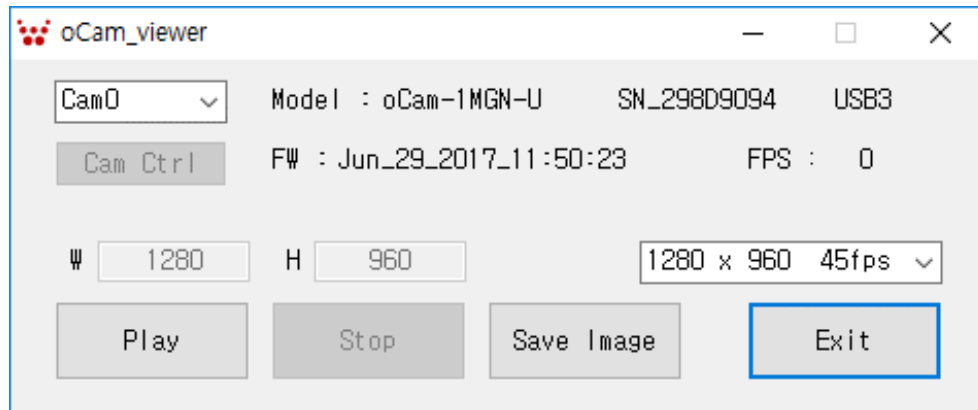 oCam_viewer
Cam0 Model : oCam-1MGN-U SN_298D9094 USB3
Cam Ctrl FW : Jun_29_2017_11:50:23 FPS : 0
W 1280 H 960 1280 x 960 45fps
Play Stop Save Image Exit